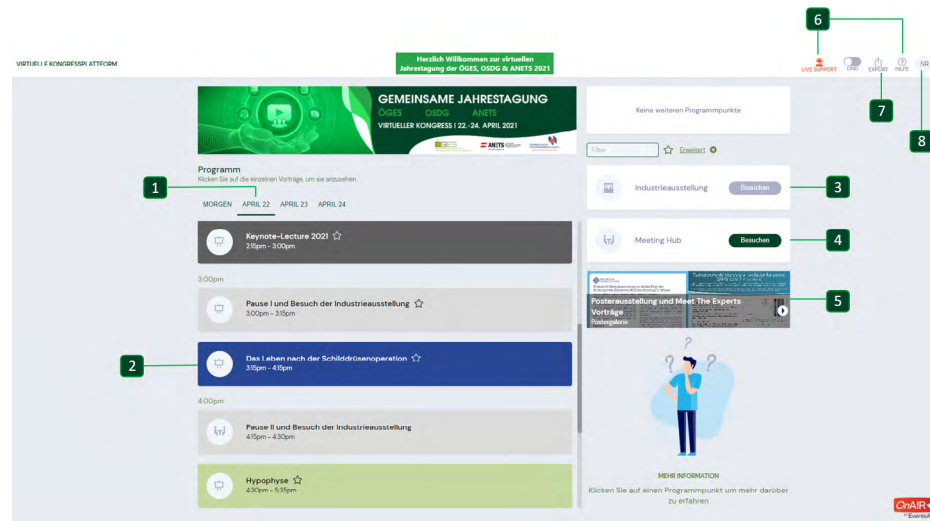 6
VIRTUELLE KONGRESSPLATTFORM
Herzlich Willkommen zur virtuellen
Jahrestagung der ÖGES, OSDG & ANETS 2021
LIVE SUPPORT
DND
EXPORT
HILFE
SR
7
8
GEMEINSAME JAHRESTAGUNG
ÖGES OSDG ANETS
VIRTUELLER KONGRESS I 22.-24. APRIL 2021
ANETS
Keine weiteren Programmpunkte
Filter
Erweitert
Programm
Klicken Sie auf die einzelnen Vorträge, um sie anzusehen.
1
MORGEN APRIL 22 APRIL 23 APRIL 24
Industrieausstellung
Besuchen
3
Keynote-Lecture 2021
2:15pm - 3:00pm
Meeting Hub
Besuchen
4
3:00pm
Pause I und Besuch der Industrieausstellung
3:00pm - 3:15pm
Posterausstellung und Meet The Experts
Vorträge
Postergalerie
5
2
Das Leben nach der Schilddrüsenoperation
3:15pm - 4:15pm
4:00pm
Pause II und Besuch der Industrieausstellung
4:15pm - 4:30pm
Hypophyse
4:30pm - 5:35pm
MEHR INFORMATION
Klicken Sie auf einen Programmpunkt um mehr darüber
zu erfahren
OnAIR